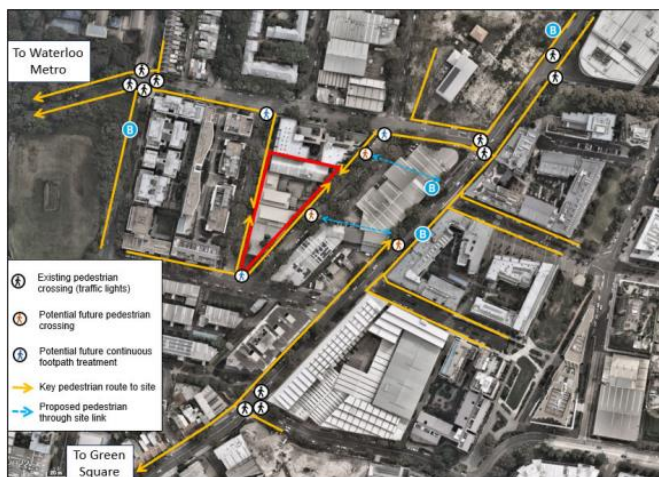 To Waterloo
Metro
B
B
B
B
Existing pedestrian
crossing (traffic lights)
Potential future pedestrian
crossing
Potential future continuous
footpath treatment
Key pedestrian route to site
Proposed pedestrian
through site link
To Green
Square